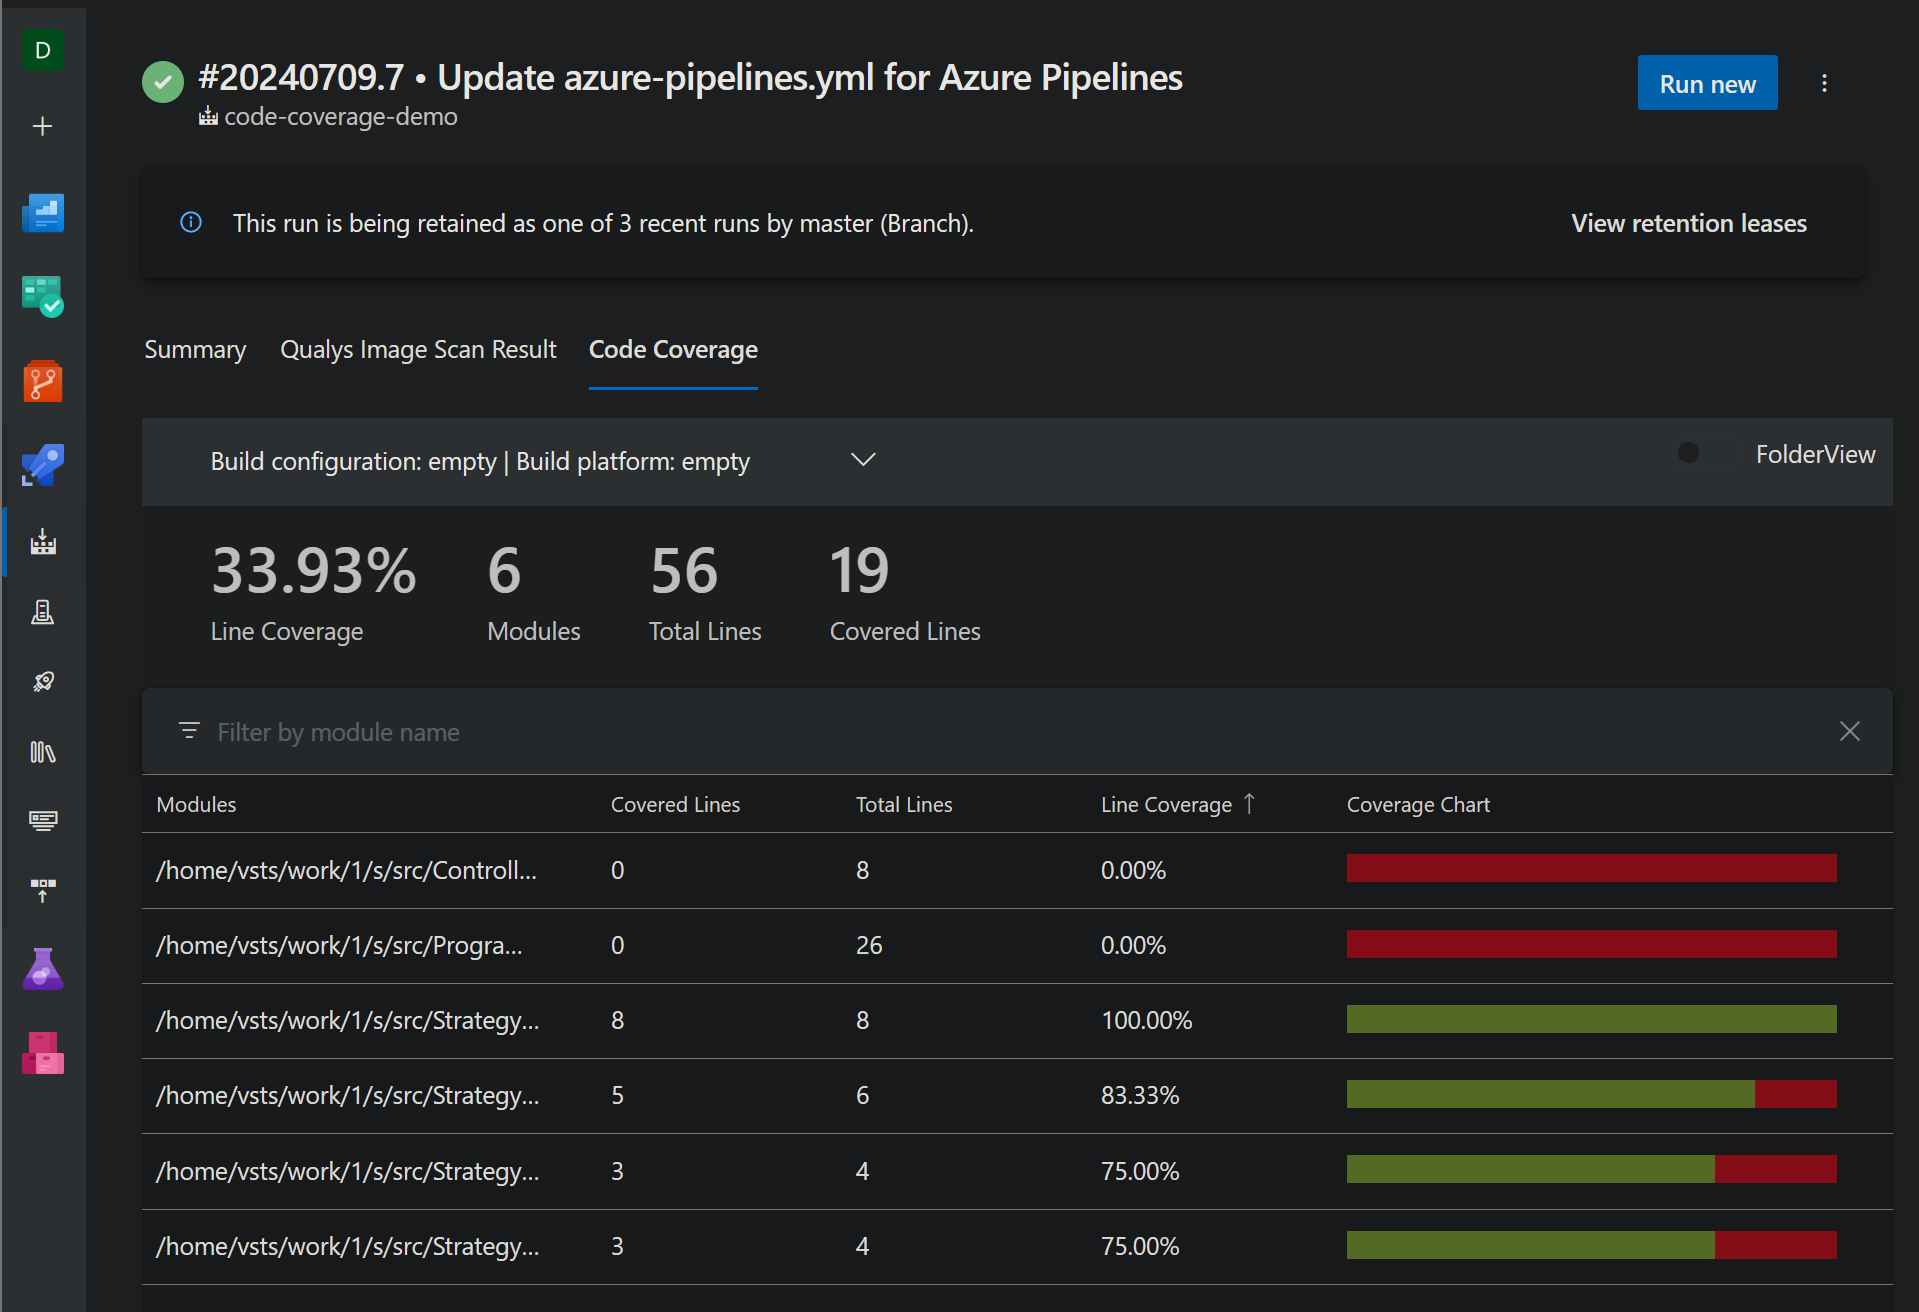 D
#20240709.7 • Update azure-pipelines.yml for Azure Pipelines
Run new
code-coverage-demo
This run is being retained as one of 3 recent runs by master (Branch).
View retention leases
Summary
Qualys Image Scan Result
Code Coverage
Build configuration: empty | Build platform: empty
FolderView
33.93%
6
56
19
Line Coverage
Modules
Total Lines
Covered Lines
Filter by module name
Modules Covered Lines Total Lines Line Coverage ↑ Coverage Chart
/home/vsts/work/1/s/src/Controll... 0 8 0.00%
/home/vsts/work/1/s/src/Progra... 0 26 0.00%
/home/vsts/work/1/s/src/Strategy... 8 8 100.00%
/home/vsts/work/1/s/src/Strategy... 5 6 83.33%
/home/vsts/work/1/s/src/Strategy... 3 4 75.00%
/home/vsts/work/1/s/src/Strategy... 3 4 75.00%